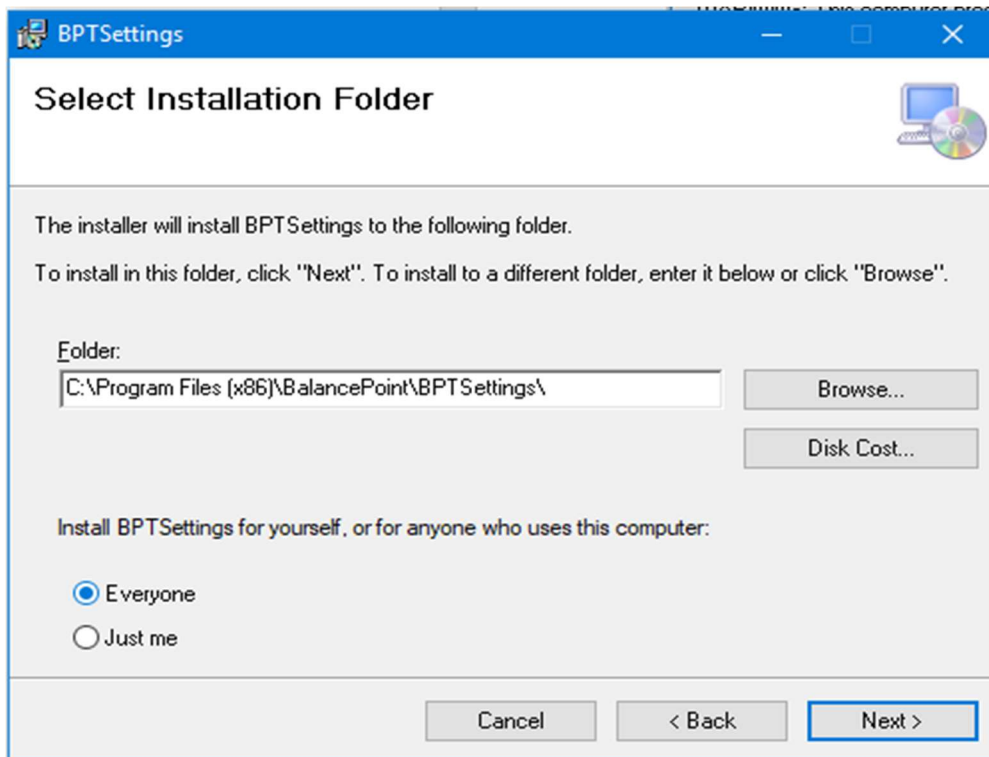 BPTSettings
Select Installation Folder
The installer will install BPTSettings to the following folder.
To install in this folder, click "Next". To install to a different folder, enter it below or click "Browse".
Folder:
C:\Program Files (x86)\BalancePoint\BPTSettings\
Browse...
Disk Cost...
Install BPTSettings for yourself, or for anyone who uses this computer:
Everyone
Just me
Cancel
< Back
Next >